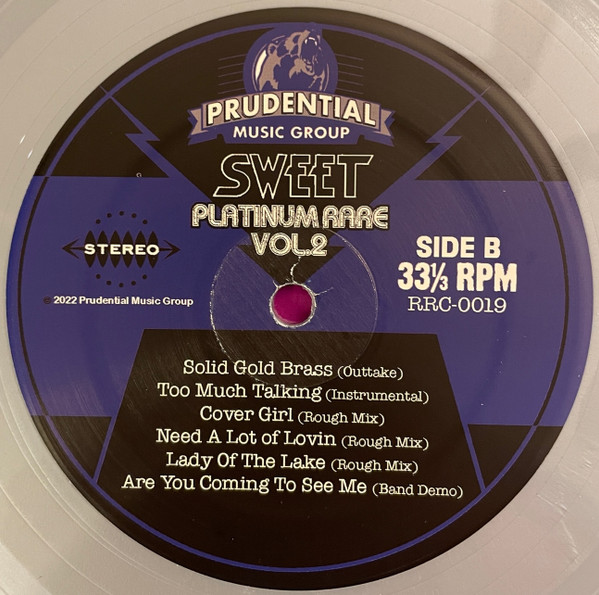 PRUDENTIAL
MUSIC GROUP
SWEET
PLATINUM RARE
VOL.2
STEREO
SIDE B
33⅓ RPM
RRC-0019
© 2022 Prudential Music Group
Solid Gold Brass (Outtake)
Too Much Talking (Instrumental)
Cover Girl (Rough Mix)
Need A Lot of Lovin (Rough Mix)
Lady Of The Lake (Rough Mix)
Are You Coming To See Me (Band Demo)